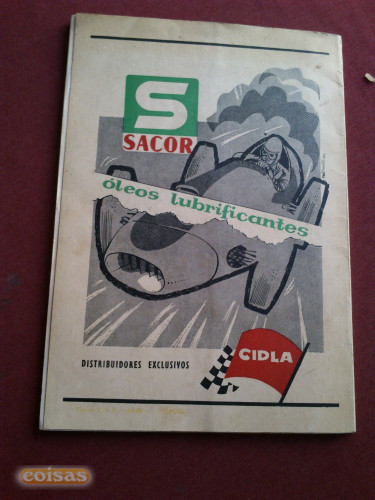 S
SACOR
óleos lubrificantes
CIDLA
DISTRIBUIDORES EXCLUSIVOS
coisas